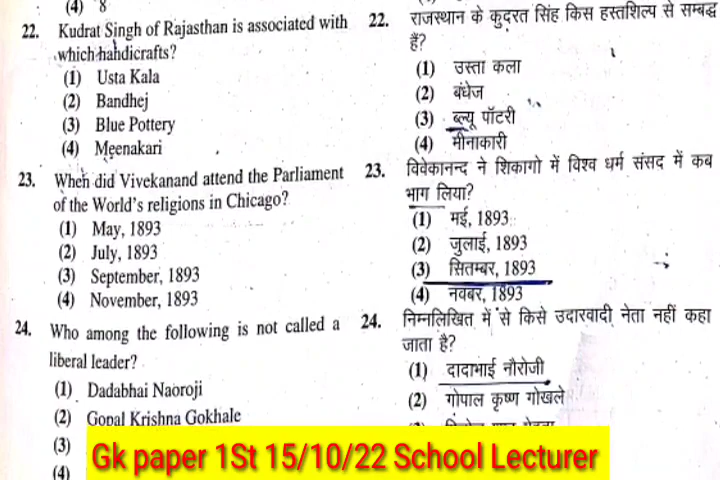 (4) 8
22. Kudrat Singh of Rajasthan is associated with
which handicrafts?
(1) Usta Kala
(2) Bandhej
(3) Blue Pottery
(4) Meenakari
23. When did Vivekanand attend the Parliament
of the World's religions in Chicago?
(1) May, 1893
(2) July, 1893
(3) September, 1893
(4) November, 1893
24. Who among the following is not called a
liberal leader?
(1) Dadabhai Naoroji
(2) Gopal Krishna Gokhale
(3)
(4)
22. राजस्थान के कुदरत सिंह किस हस्तशिल्प से सम्बद्ध
हैं?
(1) उस्ता कला
(2) बंधेज
(3) ब्ल्यू पॉटरी
(4) मीनाकारी
23. विवेकानन्द ने शिकागो में विश्व धर्म संसद में कब
भाग लिया?
(1) मई, 1893
(2) जुलाई, 1893
(3) सितम्बर, 1893
(4) नवंबर, 1893
24. निम्नलिखित में से किसे उदारवादी नेता नहीं कहा
जाता है?
(1) दादाभाई नौरोजी
(2) गोपाल कृष्ण गोखले
Gk paper 1St 15/10/22 School Lecturer